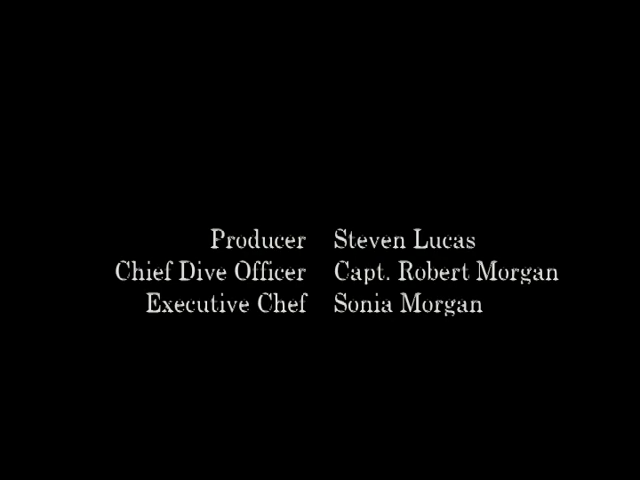 Producer Steven Lucas
Chief Dive Officer Capt. Robert Morgan
Executive Chef Sonia Morgan